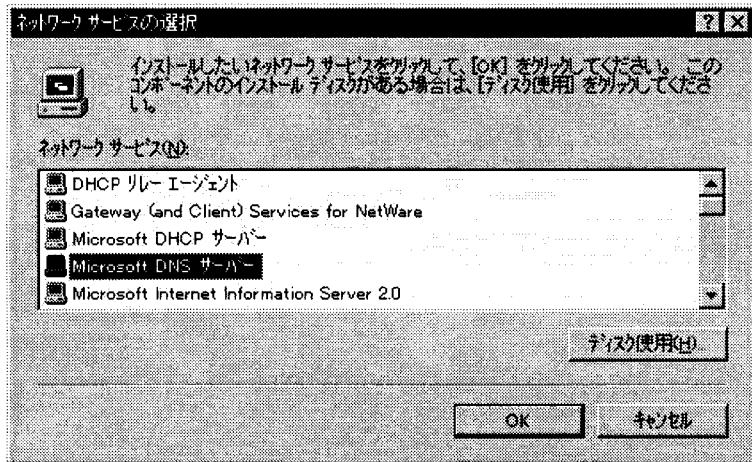 ネットワーク サービスの選択
インストールしたいネットワーク サービスをクリックして、[OK] をクリックしてください。 この
コンポーネントのインストール ディスクがある場合は、[ディスク使用] をクリックしてくださ
い。
ネットワーク サービス(N):
DHCP リレー エージェント
Gateway (and Client) Services for NetWare
Microsoft DHCP サーバー
Microsoft DNS サーバー
Microsoft Internet Information Server 2.0
ディスク使用(H)...
OK
キャンセル